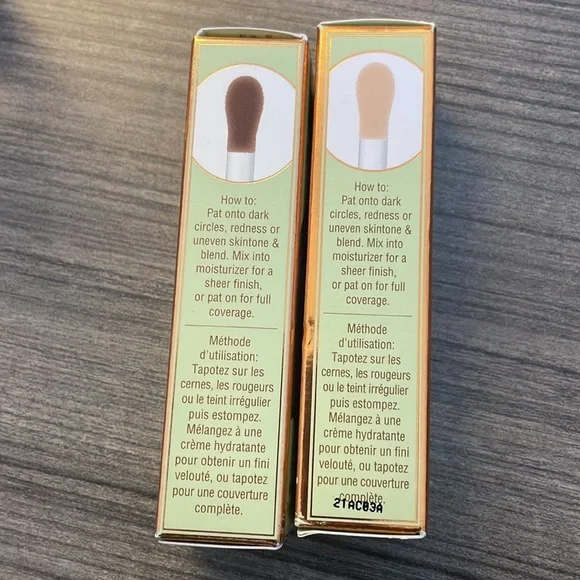 How to:
Pat onto dark
circles, redness or
uneven skintone &
blend. Mix into
moisturizer for a
sheer finish,
or pat on for full
coverage.
Méthode
d'utilisation:
Tapotez sur les
cernes, les rougeurs
ou le teint irrégulier
puis estompez.
Mélangez à une
crème hydratante
pour obtenir un fini
velouté, ou tapotez
pour une couverture
complète.
How to:
Pat onto dark
circles, redness or
uneven skintone &
blend. Mix into
moisturizer for a
sheer finish,
or pat on for full
coverage.
Méthode
d'utilisation:
Tapotez sur les
cernes, les rougeurs
ou le teint irrégulier
puis estompez.
Mélangez à une
crème hydratante
pour obtenir un fini
velouté, ou tapotez
pour une couverture
complète.
21AC03A